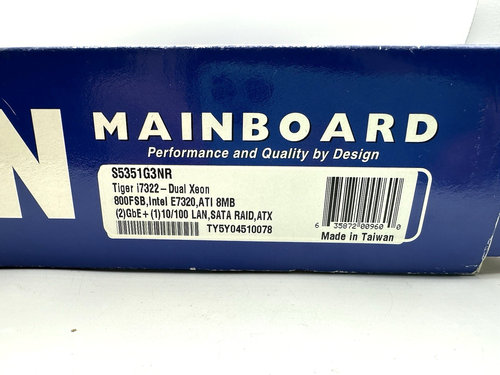 N
MAINBOARD
Performance and Quality by Design
S5351G3NR
Tiger i7322-Dual Xeon
800FSB,Intel E7320,ATI 8MB
(2)GbE+(1)10/100 LAN,SATA RAID,ATX
TY5Y04510078
6 35872 00960 0
Made in Taiwan